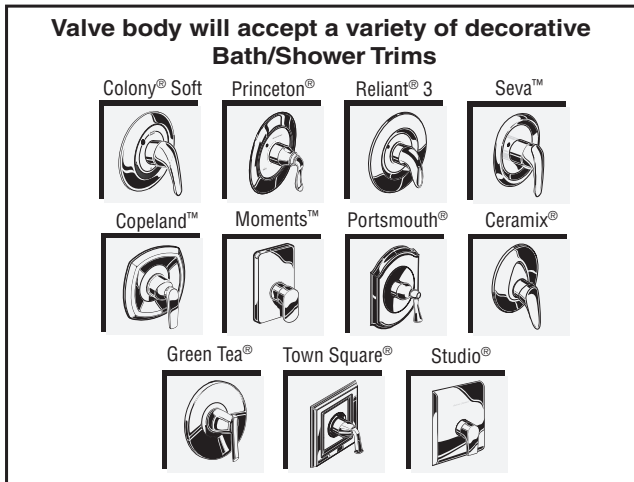 Valve body will accept a variety of decorative
Bath/Shower Trims
Colony® Soft Princeton® Reliant® 3 Seva™
Copeland™ Moments™ Portsmouth® Ceramix®
Green Tea® Town Square® Studio®